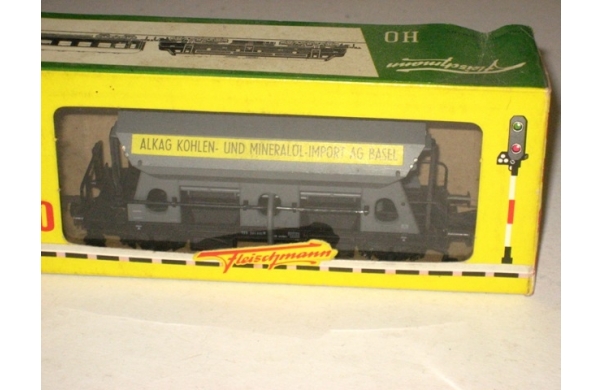 HO
Fleischmann
ALKAG KOHLEN- UND MINERALÖL-IMPORT AG BASEL
Fleischmann